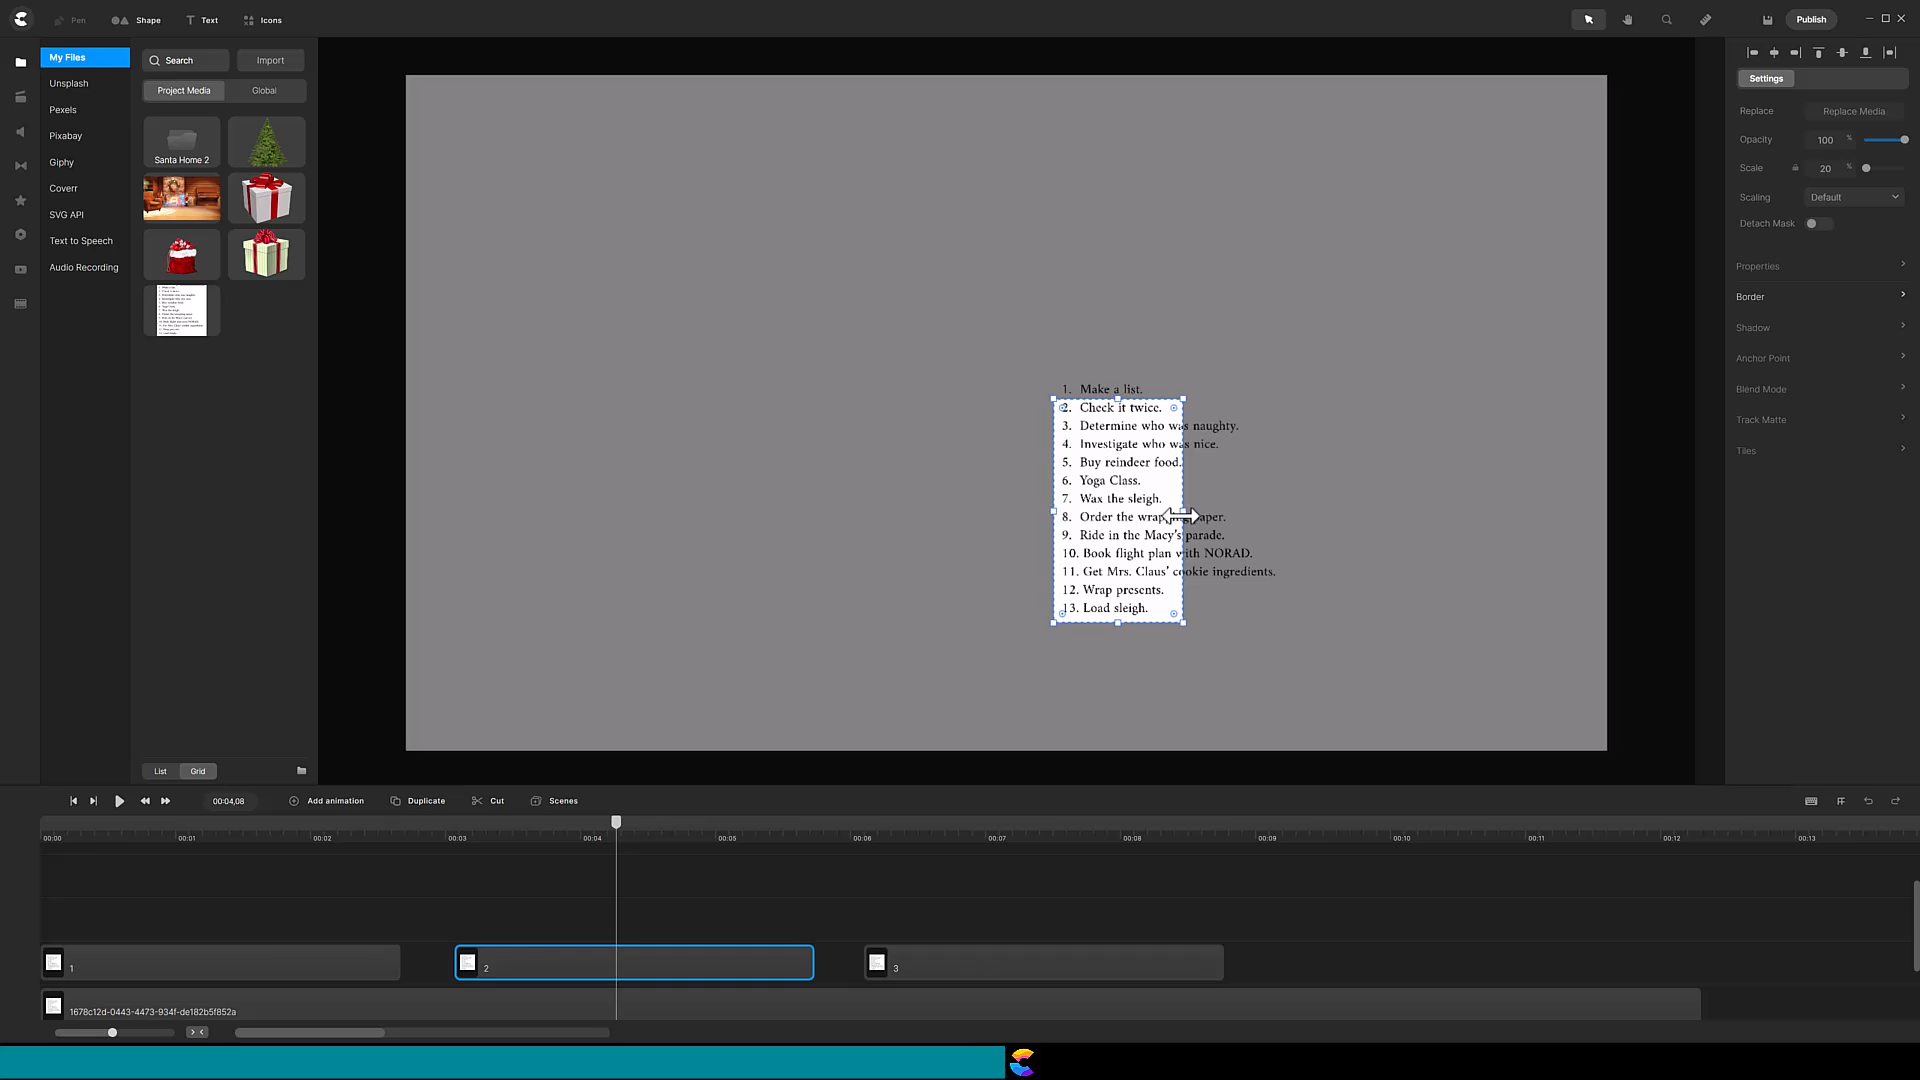 Pen Shape Text Icons Publish
My Files
Unsplash
Pexels
Pixabay
Giphy
Coverr
SVG API
Text to Speech
Audio Recording
Search Import
Project Media Global
Santa Home 2
List Grid
1. Make a list.
2. Check it twice.
3. Determine who was naughty.
4. Investigate who was nice.
5. Buy reindeer food.
6. Yoga Class.
7. Wax the sleigh.
8. Order the wrapping paper.
9. Ride in the Macy's parade.
10. Book flight plan with NORAD.
11. Get Mrs. Claus' cookie ingredients.
12. Wrap presents.
13. Load sleigh.
Settings
Replace Replace Media
Opacity 100 %
Scale 20 %
Scaling Default
Detach Mask
Properties
Border
Shadow
Anchor Point
Blend Mode
Track Matte
Tiles
00:04,08 Add animation Duplicate Cut Scenes
00:00 00:01 00:02 00:03 00:04 00:05 00:06 00:07 00:08 00:09 00:10 00:11 00:12 00:13
1 2 3
1678c12d-0443-4473-934f-de182b5f852a